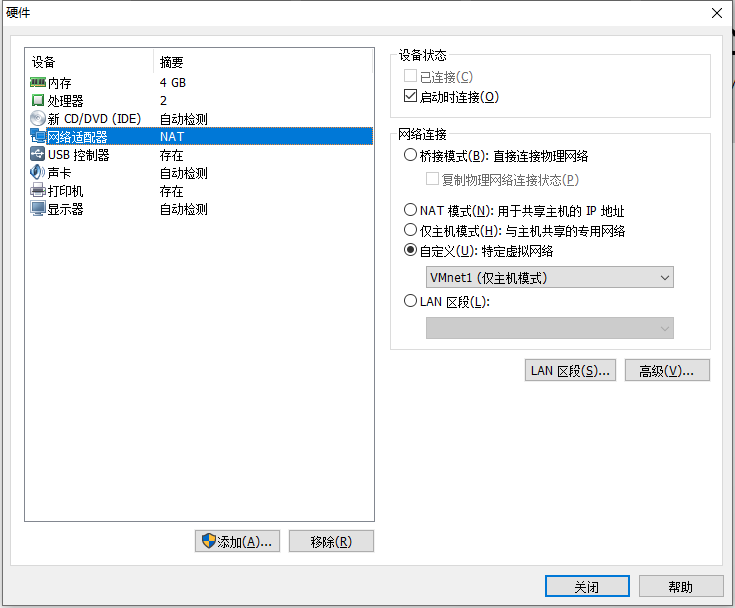 硬件
设备 摘要
内存 4 GB
处理器 2
新 CD/DVD (IDE) 自动检测
网络适配器 NAT
USB 控制器 存在
声卡 自动检测
打印机 存在
显示器 自动检测
添加(A)... 移除(R)
设备状态
已连接(C)
启动时连接(O)
网络连接
桥接模式(B): 直接连接物理网络
复制物理网络连接状态(P)
NAT 模式(N): 用于共享主机的 IP 地址
仅主机模式(H): 与主机共享的专用网络
自定义(U): 特定虚拟网络
VMnet1 (仅主机模式)
LAN 区段(L):
LAN 区段(S)... 高级(V)...
关闭 帮助